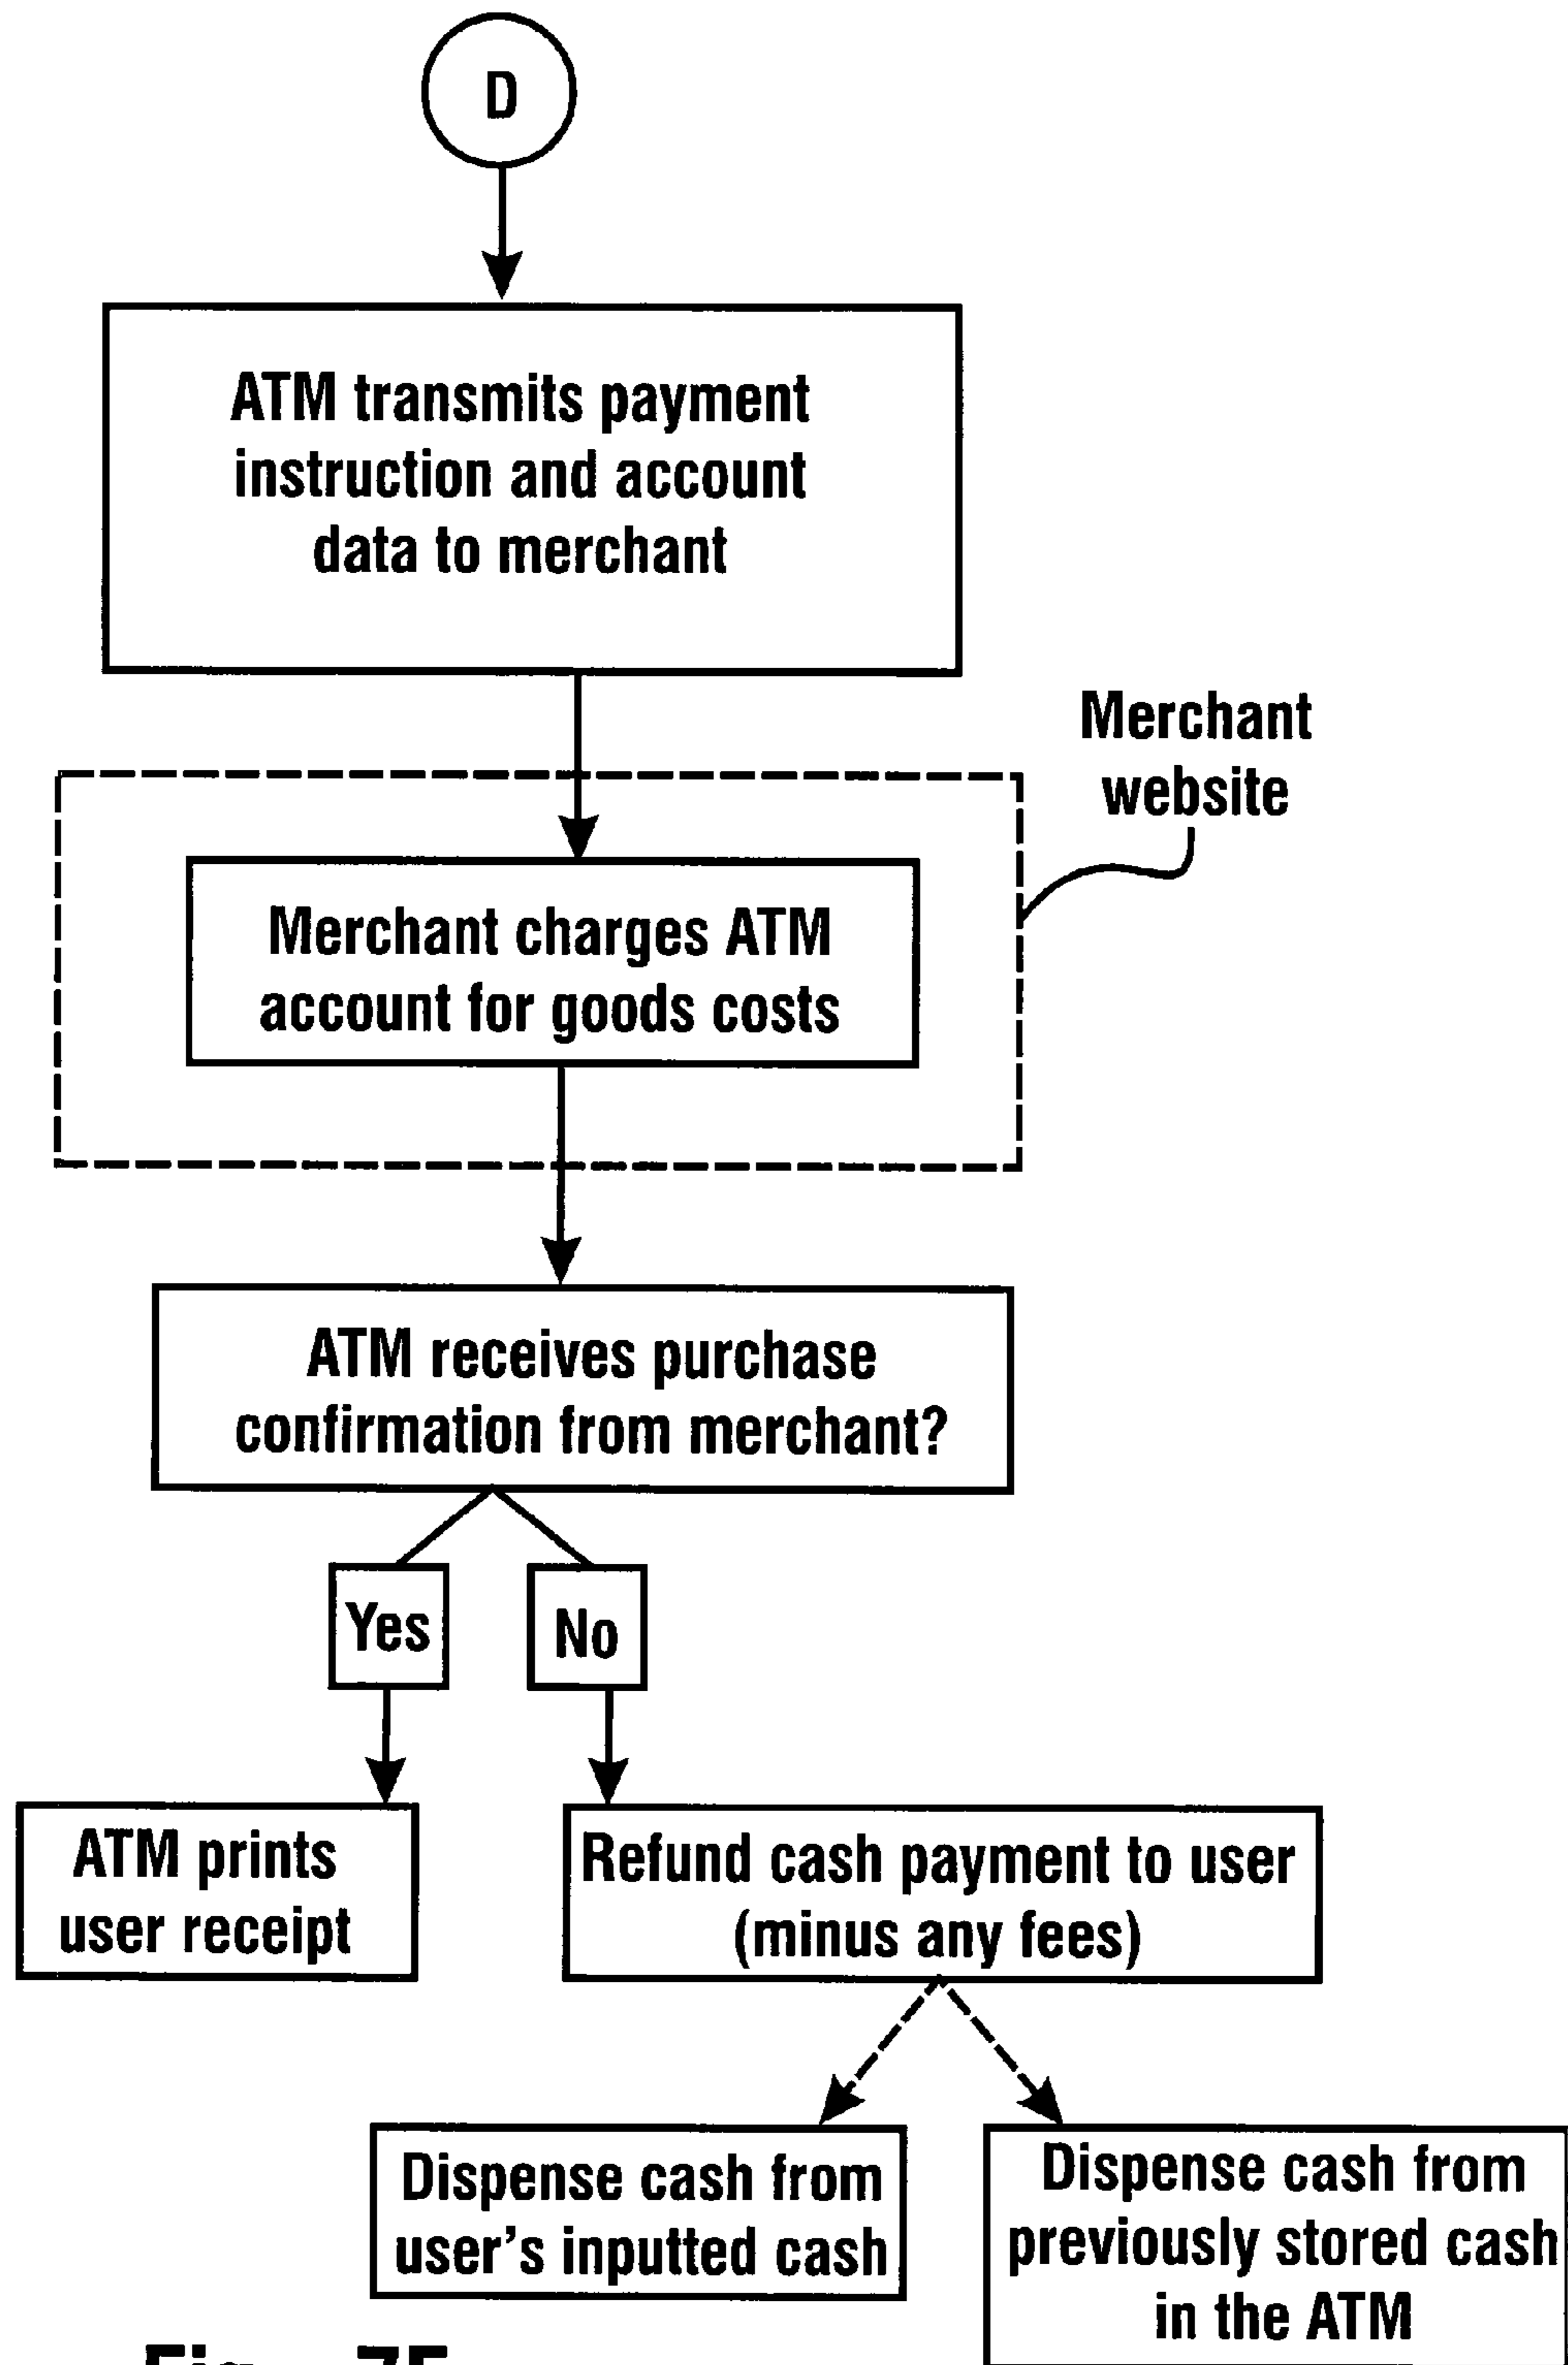 D
ATM transmits payment
instruction and account
data to merchant
Merchant
website
Merchant charges ATM
account for goods costs
ATM receives purchase
confirmation from merchant?
Yes
No
ATM prints
user receipt
Refund cash payment to user
(minus any fees)
Dispense cash from
user's inputted cash
Dispense cash from
previously stored cash
in the ATM